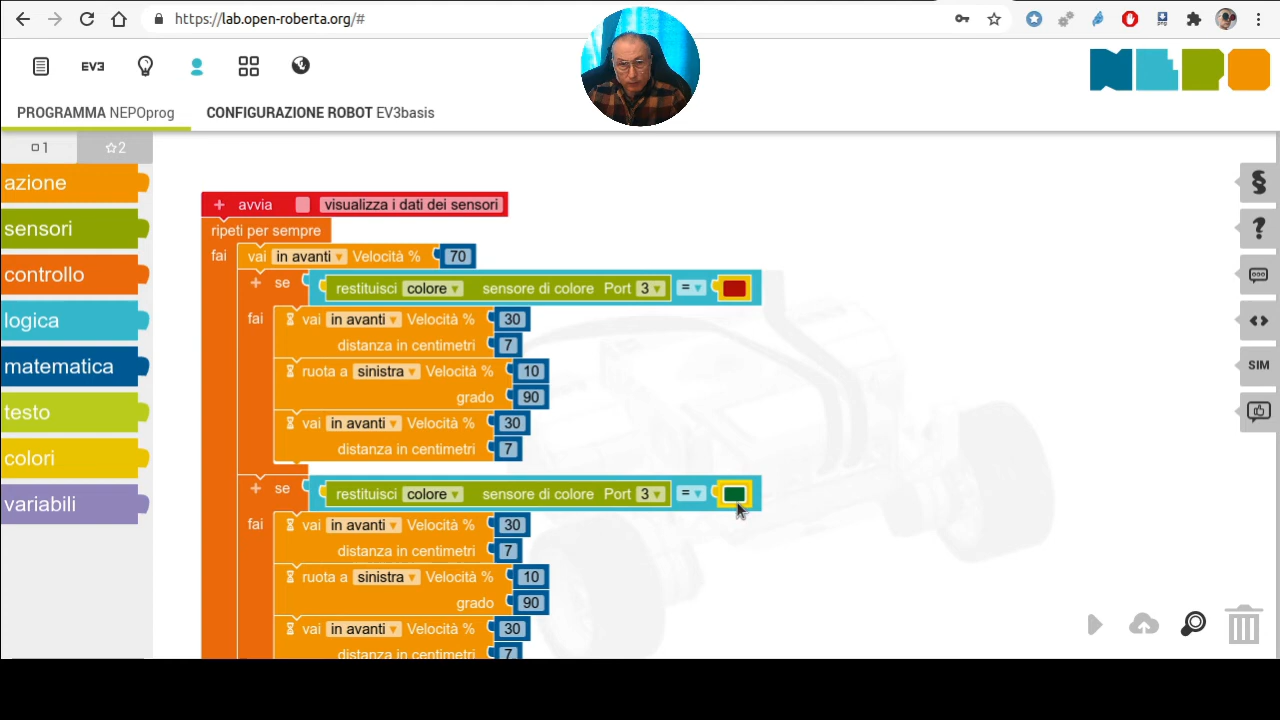 https://lab.open-roberta.org/#
EV3
PROGRAMMA NEPOprog
CONFIGURAZIONE ROBOT EV3basis
1
2
azione
sensori
controllo
logica
matematica
testo
colori
variabili
+ avvia visualizza i dati dei sensori
ripeti per sempre
fai vai in avanti Velocità % 70
+ se restituisci colore sensore di colore Port 3 =
fai vai in avanti Velocità % 30
distanza in centimetri 7
ruota a sinistra Velocità % 10
grado 90
vai in avanti Velocità % 30
distanza in centimetri 7
+ se restituisci colore sensore di colore Port 3 =
fai vai in avanti Velocità % 30
distanza in centimetri 7
ruota a sinistra Velocità % 10
grado 90
vai in avanti Velocità % 30
distanza in centimetri 7
§
?
<>
SIM